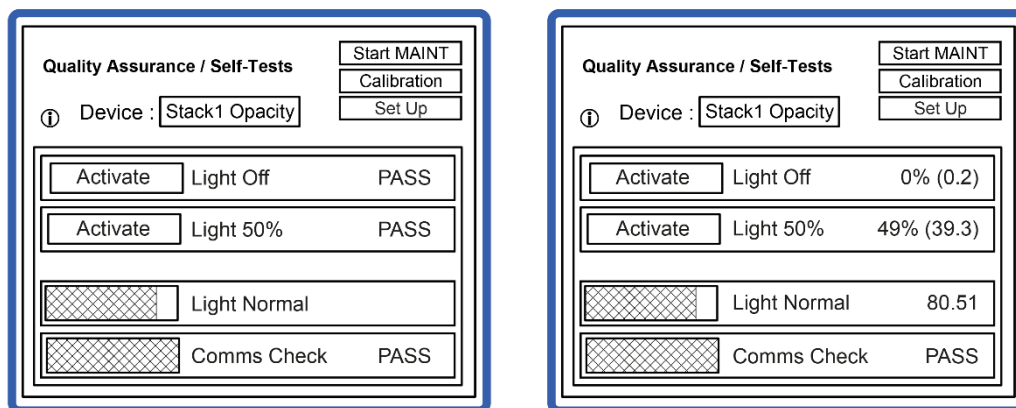 Quality Assurance / Self-Tests
Start MAINT
Calibration
Set Up
ⓘ Device : Stack1 Opacity
Activate Light Off PASS
Activate Light 50% PASS
Light Normal
Comms Check PASS
Quality Assurance / Self-Tests
Start MAINT
Calibration
Set Up
ⓘ Device : Stack1 Opacity
Activate Light Off 0% (0.2)
Activate Light 50% 49% (39.3)
Light Normal 80.51
Comms Check PASS